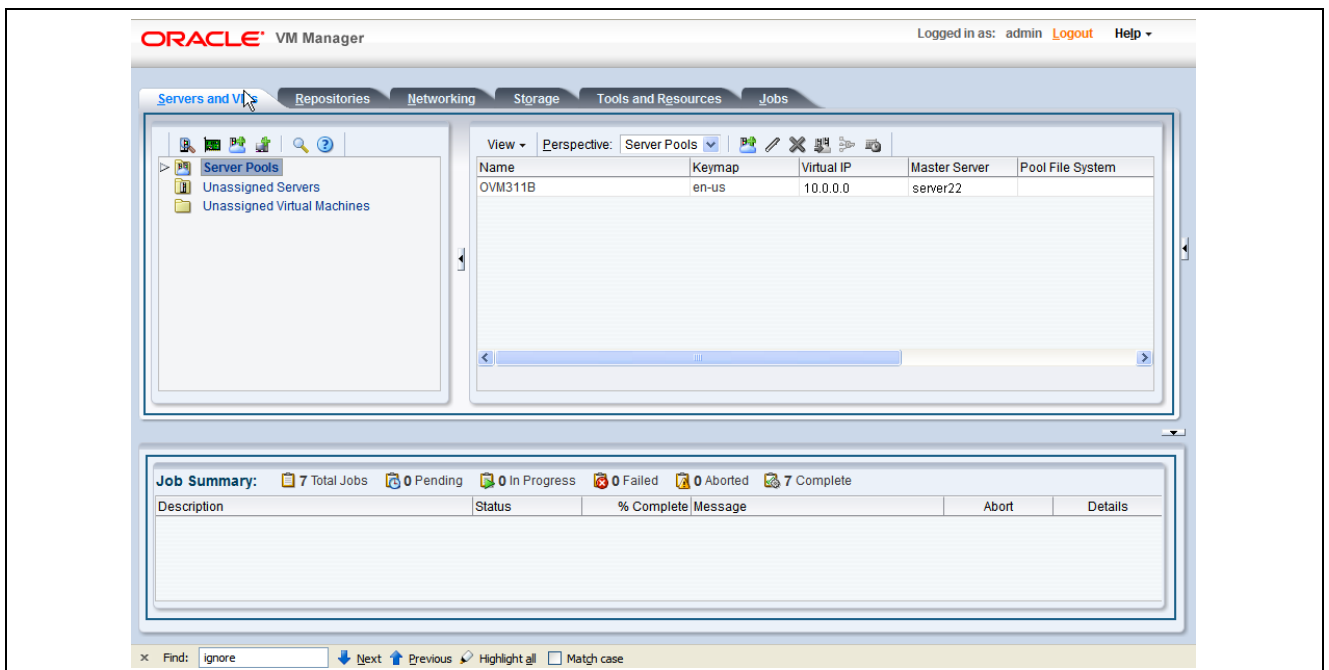 ORACLE VM Manager Logged in as: admin Logout Help
Servers and VMs Repositories Networking Storage Tools and Resources Jobs
View Perspective: Server Pools
Server Pools
Unassigned Servers
Unassigned Virtual Machines
Name Keymap Virtual IP Master Server Pool File System
OVM311B en-us 10.0.0.0 server22
Job Summary: 7 Total Jobs 0 Pending 0 In Progress 0 Failed 0 Aborted 7 Complete
Description Status % Complete Message Abort Details
× Find: ignore Next Previous Highlight all Match case